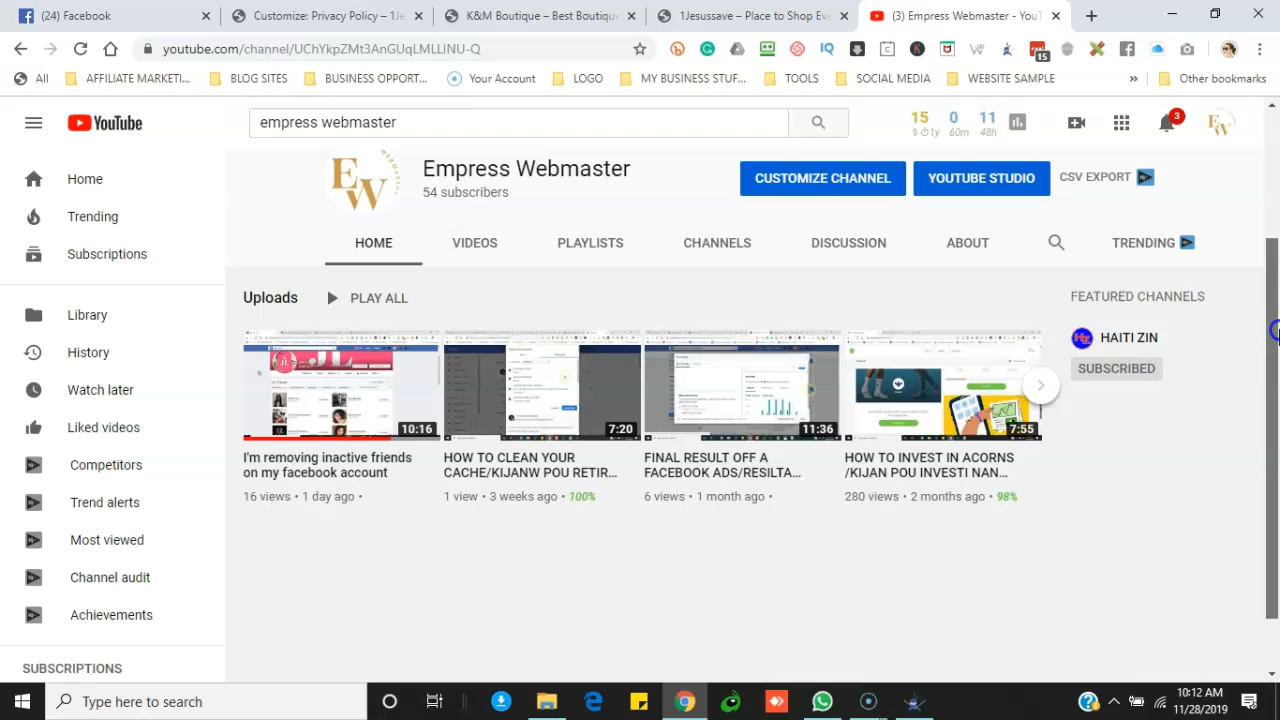 (24) Facebook
Customize: Privacy Policy – 1Je
K&M Boutique – Best Boutique
1Jessussave – Place to Shop Eve
(3) Empress Webmaster - YouT
youtube.com/channel/UChYkpZMt3AnGUqLMLLINU-Q
15
All
AFFILIATE MARKETI...
BLOG SITES
BUSINESS OPPORT...
Your Account
LOGO
MY BUSINESS STUF...
TOOLS
SOCIAL MEDIA
WEBSITE SAMPLE
»
Other bookmarks
YouTube
empress webmaster
15 0 11
1y 60m 48h
3
EW
Home
Trending
Subscriptions
Library
History
Watch later
Liked videos
Competitors
Trend alerts
Most viewed
Channel audit
Achievements
SUBSCRIPTIONS
EW
Empress Webmaster
54 subscribers
CUSTOMIZE CHANNEL
YOUTUBE STUDIO
CSV EXPORT
HOME
VIDEOS
PLAYLISTS
CHANNELS
DISCUSSION
ABOUT
TRENDING
Uploads
PLAY ALL
FEATURED CHANNELS
HAITI ZIN
SUBSCRIBED
10:16
I'm removing inactive friends
on my facebook account
16 views • 1 day ago •
7:20
HOW TO CLEAN YOUR
CACHE/KIJANW POU RETIR...
1 view • 3 weeks ago • 100%
11:36
FINAL RESULT OFF A
FACEBOOK ADS/RESILTA...
6 views • 1 month ago •
7:55
HOW TO INVEST IN ACORNS
/KIJAN POU INVESTI NAN...
280 views • 2 months ago • 98%
Type here to search
10:12 AM
11/28/2019